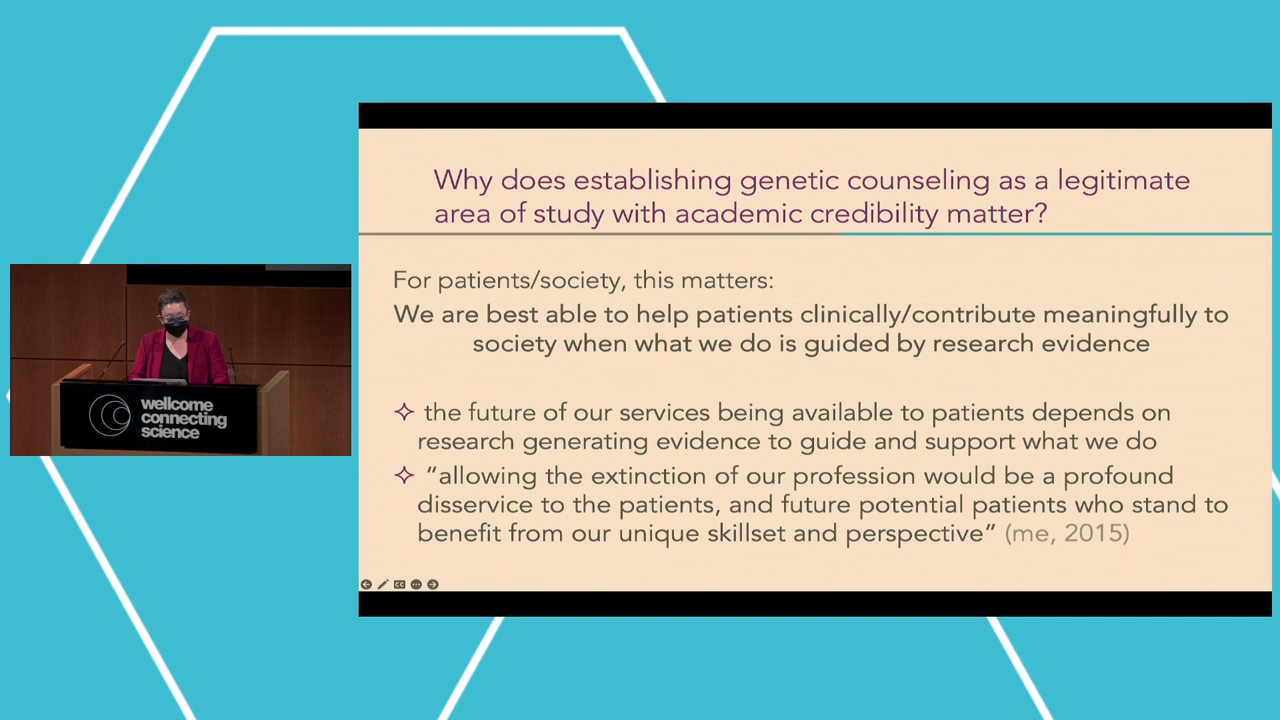 Why does establishing genetic counseling as a legitimate
area of study with academic credibility matter?
For patients/society, this matters:
We are best able to help patients clinically/contribute meaningfully to
society when what we do is guided by research evidence
✧ the future of our services being available to patients depends on
research generating evidence to guide and support what we do
✧ “allowing the extinction of our profession would be a profound
disservice to the patients, and future potential patients who stand to
benefit from our unique skillset and perspective” (me, 2015)
wellcome
connecting
science
CC